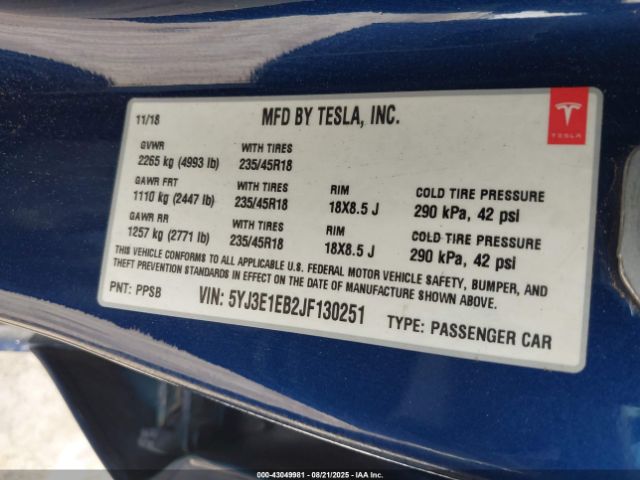 11/18 MFD BY TESLA, INC.
TESLA
GVWR WITH TIRES
2265 kg (4993 lb) 235/45R18
GAWR FRT WITH TIRES RIM COLD TIRE PRESSURE
1110 kg (2447 lb) 235/45R18 18X8.5 J 290 kPa, 42 psi
GAWR RR WITH TIRES RIM COLD TIRE PRESSURE
1257 kg (2771 lb) 235/45R18 18X8.5 J 290 kPa, 42 psi
THIS VEHICLE CONFORMS TO ALL APPLICABLE U.S. FEDERAL MOTOR VEHICLE SAFETY, BUMPER, AND
THEFT PREVENTION STANDARDS IN EFFECT ON THE DATE OF MANUFACTURE SHOWN ABOVE.
PNT: PPSB VIN: 5YJ3E1EB2JF130251 TYPE: PASSENGER CAR
000-43049981 - 08/21/2025 - IAAI.COM